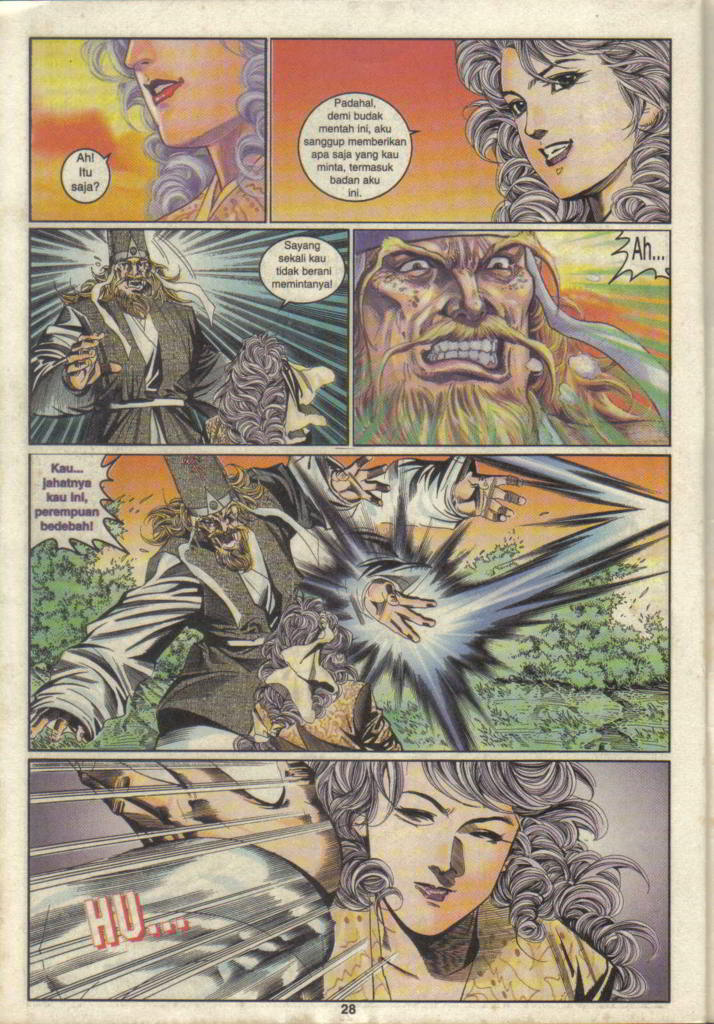 Ah!
Itu
saja?
Padahal,
demi budak
mentah ini, aku
sanggup memberikan
apa saja yang kau
minta, termasuk
badan aku
ini.
Sayang
sekali kau
tidak berani
memintanya!
Ah...
Kau...
jahatnya
kau ini,
perempuan
bedebah!
HU....
28